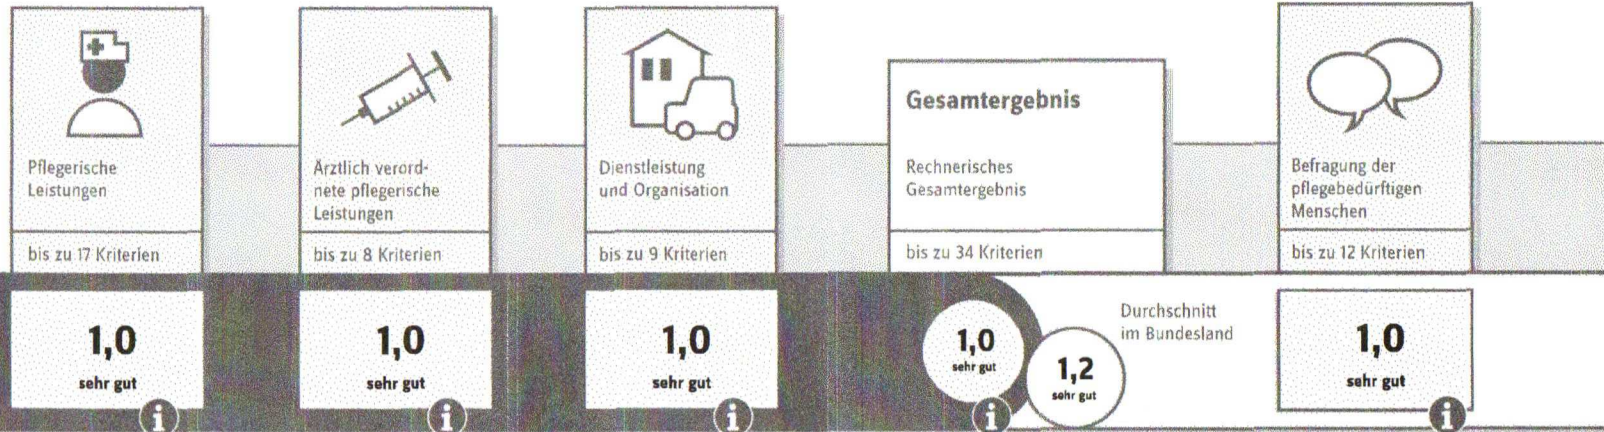 Pflegerische
Leistungen
bis zu 17 Kriterien
1,0
sehr gut
i
Ärztlich verord-
nete pflegerische
Leistungen
bis zu 8 Kriterien
1,0
sehr gut
i
Dienstleistung
und Organisation
bis zu 9 Kriterien
1,0
sehr gut
i
Gesamtergebnis
Rechnerisches
Gesamtergebnis
bis zu 34 Kriterien
1,0
sehr gut
i
1,2
sehr gut
Durchschnitt
im Bundesland
Befragung der
pflegebedürftigen
Menschen
bis zu 12 Kriterien
1,0
sehr gut
i